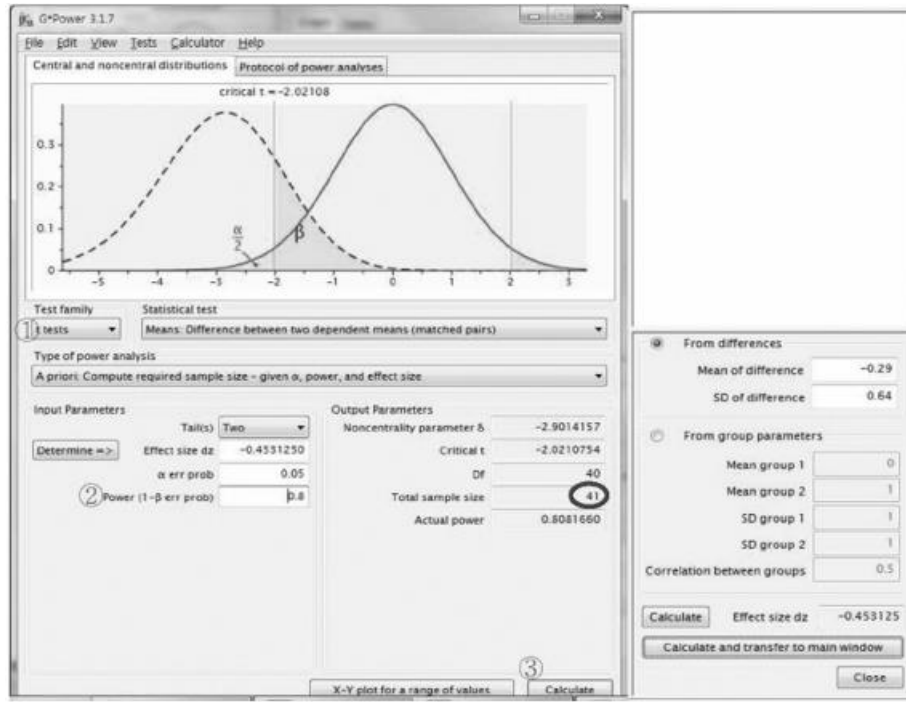 G*Power 3.1.7
File Edit View Tests Calculator Help
Central and noncentral distributions Protocol of power analyses
critical t = -2.02108
0.3
0.2
0.1
0
α
2
β
-5 -4 -3 -2 -1 0 1 2 3
Test family Statistical test
① t tests Means: Difference between two dependent means (matched pairs)
Type of power analysis
A priori: Compute required sample size - given α, power, and effect size
Input Parameters
Tail(s) Two
Determine => Effect size dz -0.4531250
α err prob 0.05
② Power (1-β err prob) 0.8
Output Parameters
Noncentrality parameter δ -2.9014157
Critical t -2.0210754
Df 40
Total sample size 41
Actual power 0.8081660
③
X-Y plot for a range of values Calculate
From differences
Mean of difference -0.29
SD of difference 0.64
From group parameters
Mean group 1 0
Mean group 2 1
SD group 1 1
SD group 2 1
Correlation between groups 0.5
Calculate Effect size dz -0.453125
Calculate and transfer to main window
Close